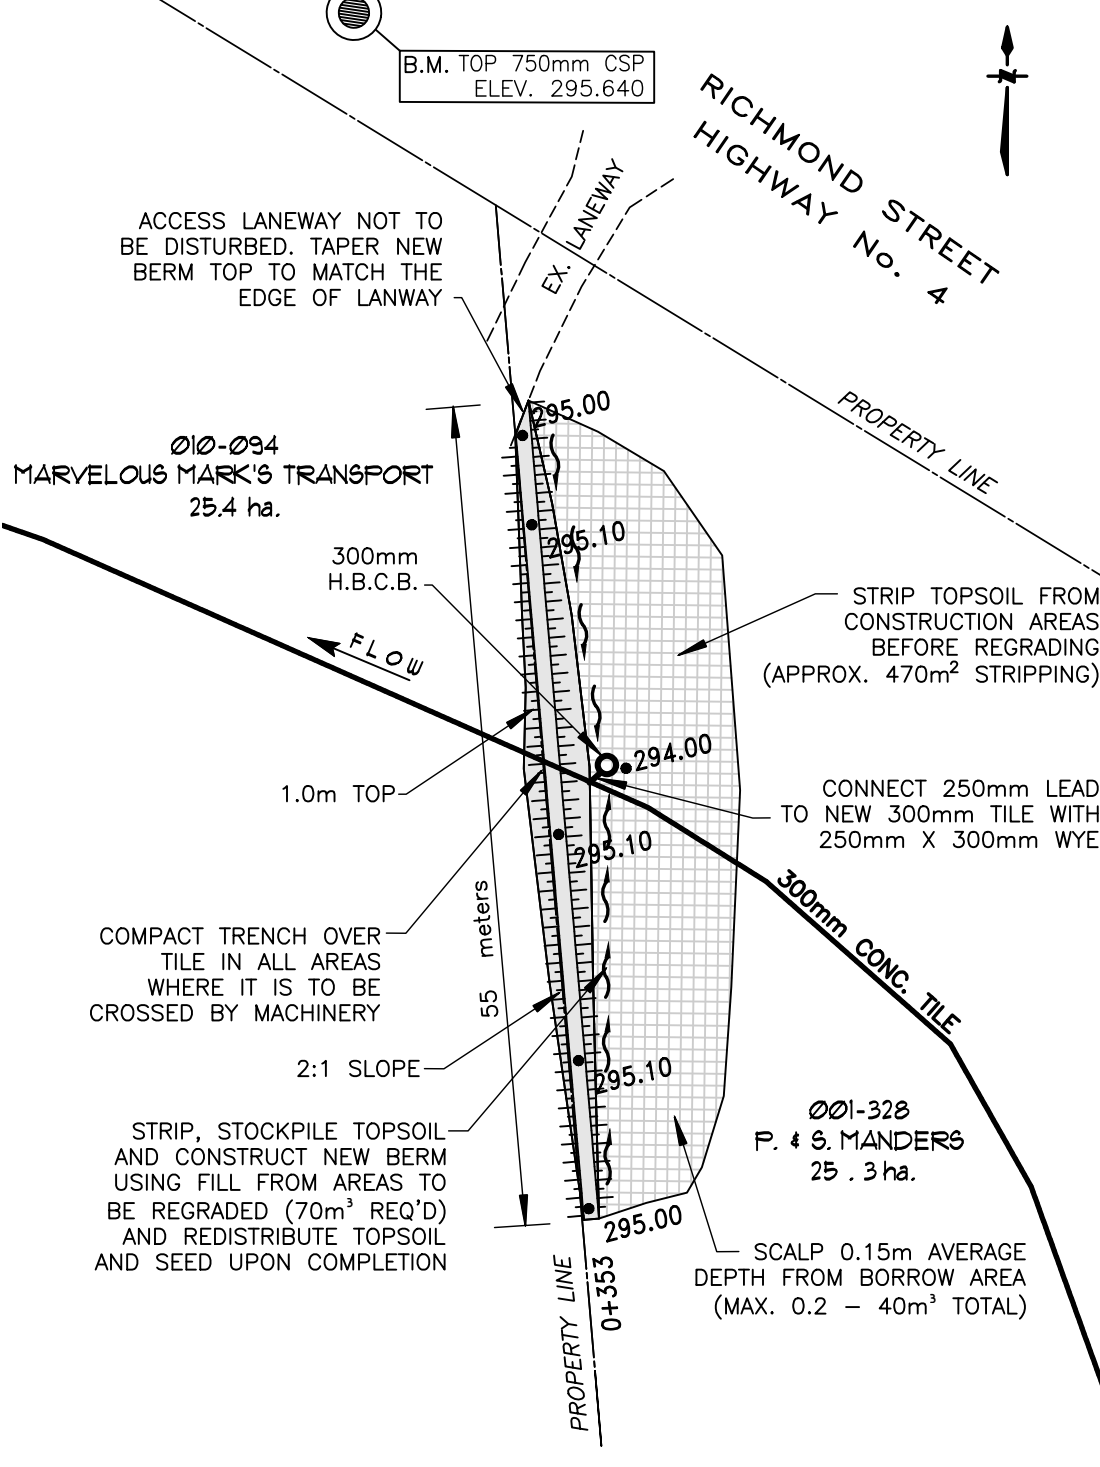 B.M. TOP 750mm CSP
ELEV. 295.640
RICHMOND STREET
HIGHWAY No. 4
N
EX. LANEWAY
ACCESS LANEWAY NOT TO
BE DISTURBED. TAPER NEW
BERM TOP TO MATCH THE
EDGE OF LANWAY
PROPERTY LINE
295.00
010-094
MARVELOUS MARK'S TRANSPORT
25.4 ha.
295.10
300mm
H.B.C.B.
STRIP TOPSOIL FROM
CONSTRUCTION AREAS
BEFORE REGRADING
(APPROX. 470m² STRIPPING)
FLOW
294.00
1.0m TOP
CONNECT 250mm LEAD
TO NEW 300mm TILE WITH
250mm X 300mm WYE
295.10
300mm CONC. TILE
55 meters
COMPACT TRENCH OVER
TILE IN ALL AREAS
WHERE IT IS TO BE
CROSSED BY MACHINERY
2:1 SLOPE
295.10
001-328
P. & S. MANDERS
25 . 3 ha.
STRIP, STOCKPILE TOPSOIL
AND CONSTRUCT NEW BERM
USING FILL FROM AREAS TO
BE REGRADED (70m³ REQ'D)
AND REDISTRIBUTE TOPSOIL
AND SEED UPON COMPLETION
295.00
SCALP 0.15m AVERAGE
DEPTH FROM BORROW AREA
(MAX. 0.2 – 40m³ TOTAL)
PROPERTY LINE
0+353